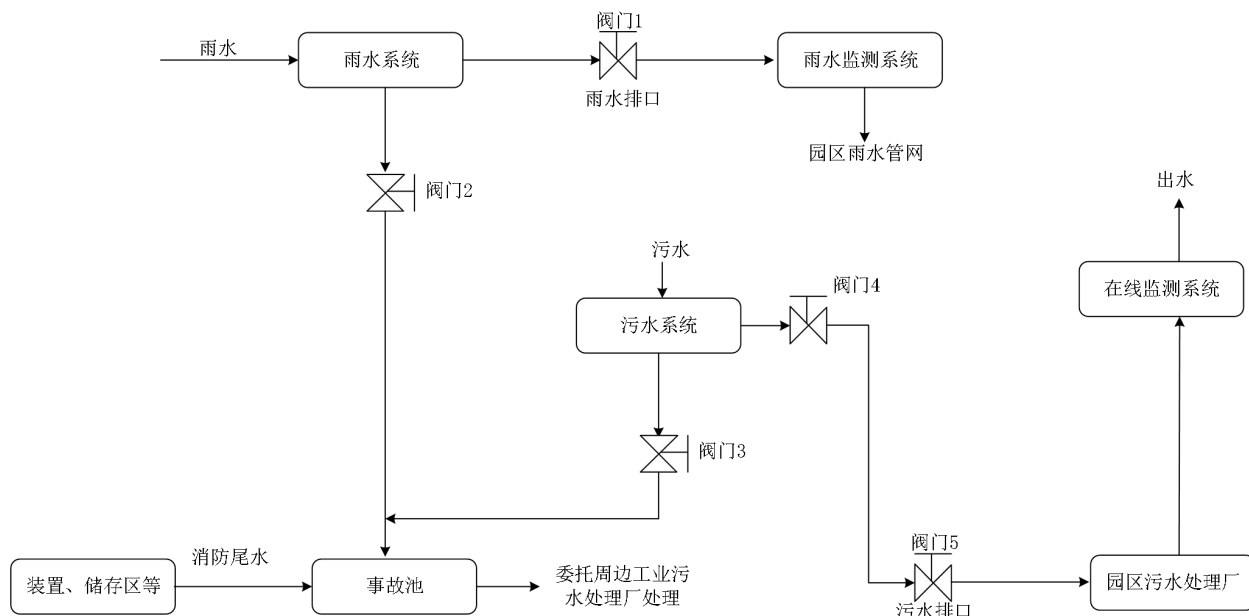 阀门1
雨水
雨水系统
雨水监测系统
雨水排口
园区雨水管网
阀门2
出水
污水
阀门4
在线监测系统
污水系统
阀门3
阀门5
消防尾水
装置、储存区等
事故池
委托周边工业污
水处理厂处理
园区污水处理厂
污水排口